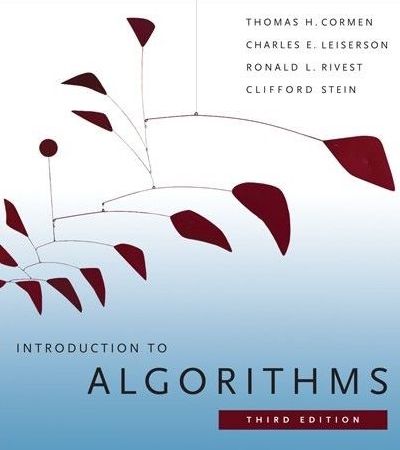 THOMAS H. CORMEN
CHARLES E. LEISERSON
RONALD L. RIVEST
CLIFFORD STEIN
INTRODUCTION TO
ALGORITHMS
THIRD EDITION